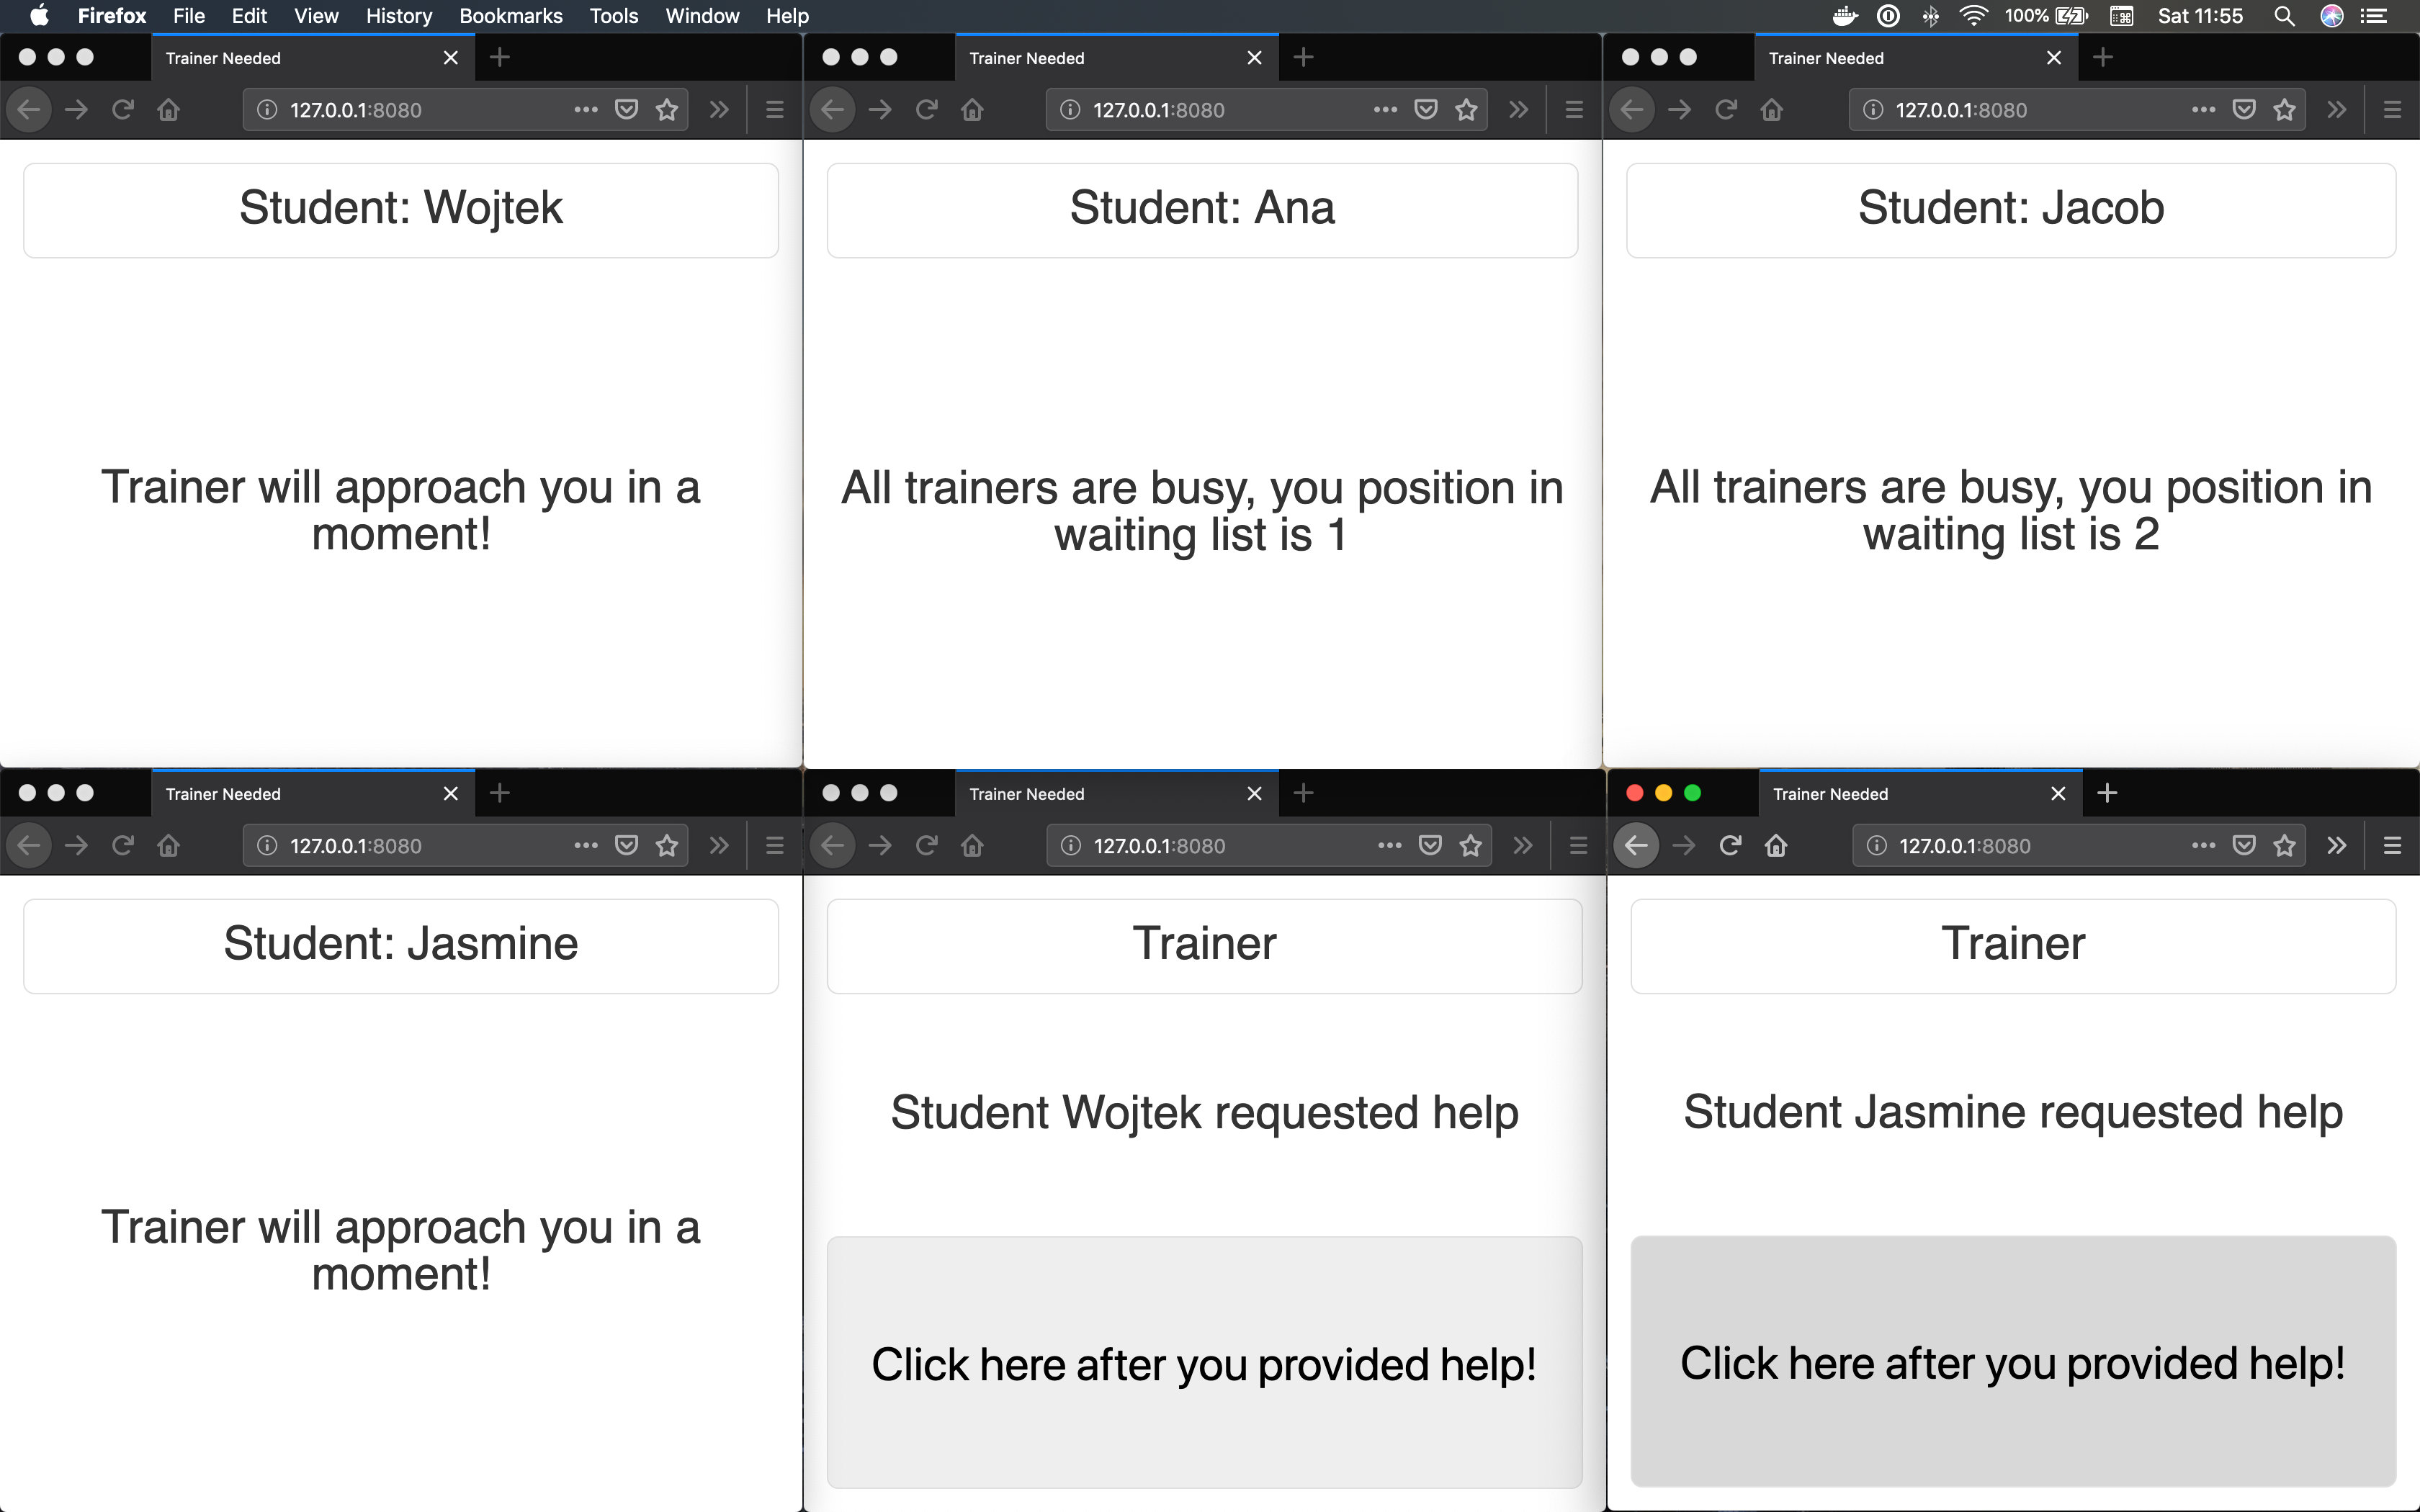 Firefox File Edit View History Bookmarks Tools Window Help 100% Sat 11:55
Trainer Needed
127.0.0.1:8080
Student: Wojtek
Trainer will approach you in a
moment!
Trainer Needed
127.0.0.1:8080
Student: Ana
All trainers are busy, you position in
waiting list is 1
Trainer Needed
127.0.0.1:8080
Student: Jacob
All trainers are busy, you position in
waiting list is 2
Trainer Needed
127.0.0.1:8080
Student: Jasmine
Trainer will approach you in a
moment!
Trainer Needed
127.0.0.1:8080
Trainer
Student Wojtek requested help
Click here after you provided help!
Trainer Needed
127.0.0.1:8080
Trainer
Student Jasmine requested help
Click here after you provided help!